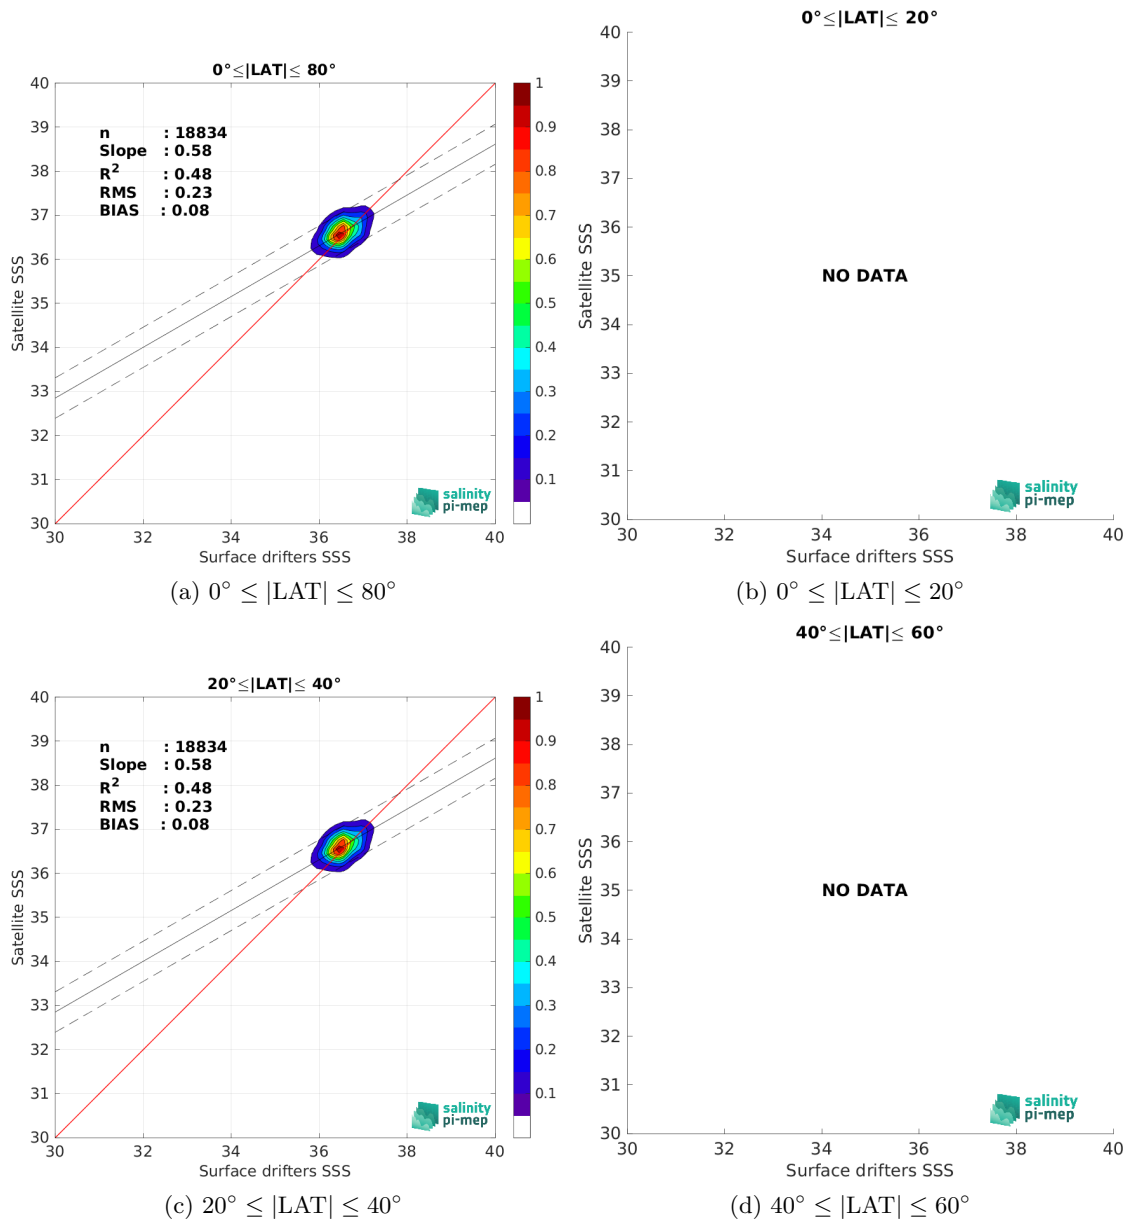 0°≤|LAT|≤ 80°
40
39
38
37
36
35
34
33
32
31
30
Satellite SSS
n : 18834
Slope : 0.58
R² : 0.48
RMS : 0.23
BIAS : 0.08
salinity
pi-mep
30 32 34 36 38 40
Surface drifters SSS
1
0.9
0.8
0.7
0.6
0.5
0.4
0.3
0.2
0.1
(a) 0° ≤ |LAT| ≤ 80°
0°≤|LAT|≤ 20°
40
39
38
37
36
35
34
33
32
31
30
Satellite SSS
NO DATA
salinity
pi-mep
30 32 34 36 38 40
Surface drifters SSS
(b) 0° ≤ |LAT| ≤ 20°
20°≤|LAT|≤ 40°
40
39
38
37
36
35
34
33
32
31
30
Satellite SSS
n : 18834
Slope : 0.58
R² : 0.48
RMS : 0.23
BIAS : 0.08
salinity
pi-mep
30 32 34 36 38 40
Surface drifters SSS
1
0.9
0.8
0.7
0.6
0.5
0.4
0.3
0.2
0.1
(c) 20° ≤ |LAT| ≤ 40°
40°≤|LAT|≤ 60°
40
39
38
37
36
35
34
33
32
31
30
Satellite SSS
NO DATA
salinity
pi-mep
30 32 34 36 38 40
Surface drifters SSS
(d) 40° ≤ |LAT| ≤ 60°